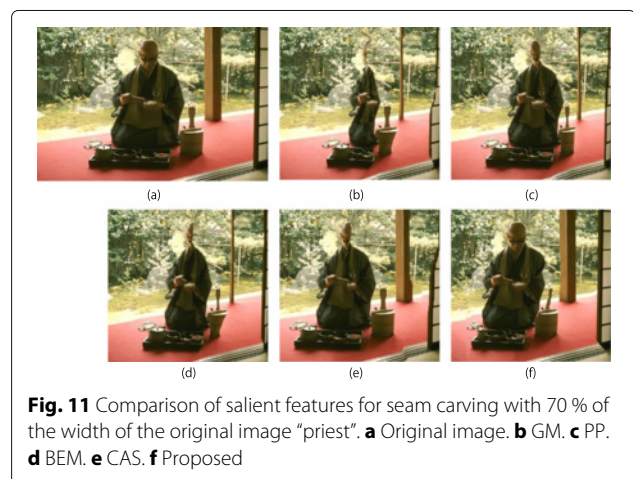 (a)
(b)
(c)
(d)
(e)
(f)
Fig. 11 Comparison of salient features for seam carving with 70 % of
the width of the original image “priest”. a Original image. b GM. c PP.
d BEM. e CAS. f Proposed